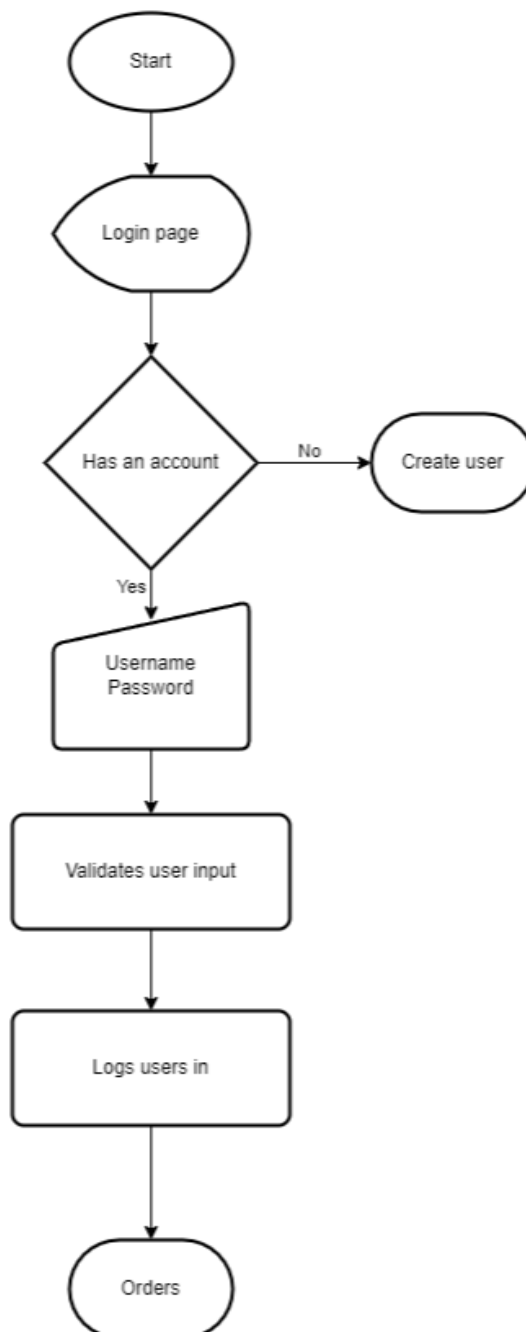 Start
Login page
Has an account
No
Create user
Yes
Username
Password
Validates user input
Logs users in
Orders